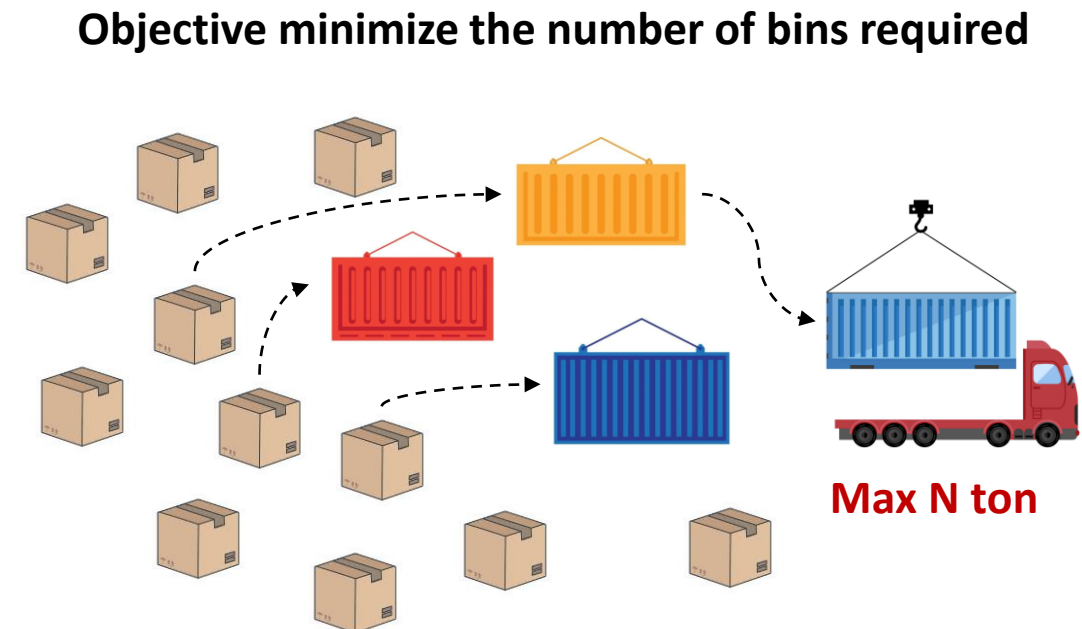 Objective minimize the number of bins required
Max N ton